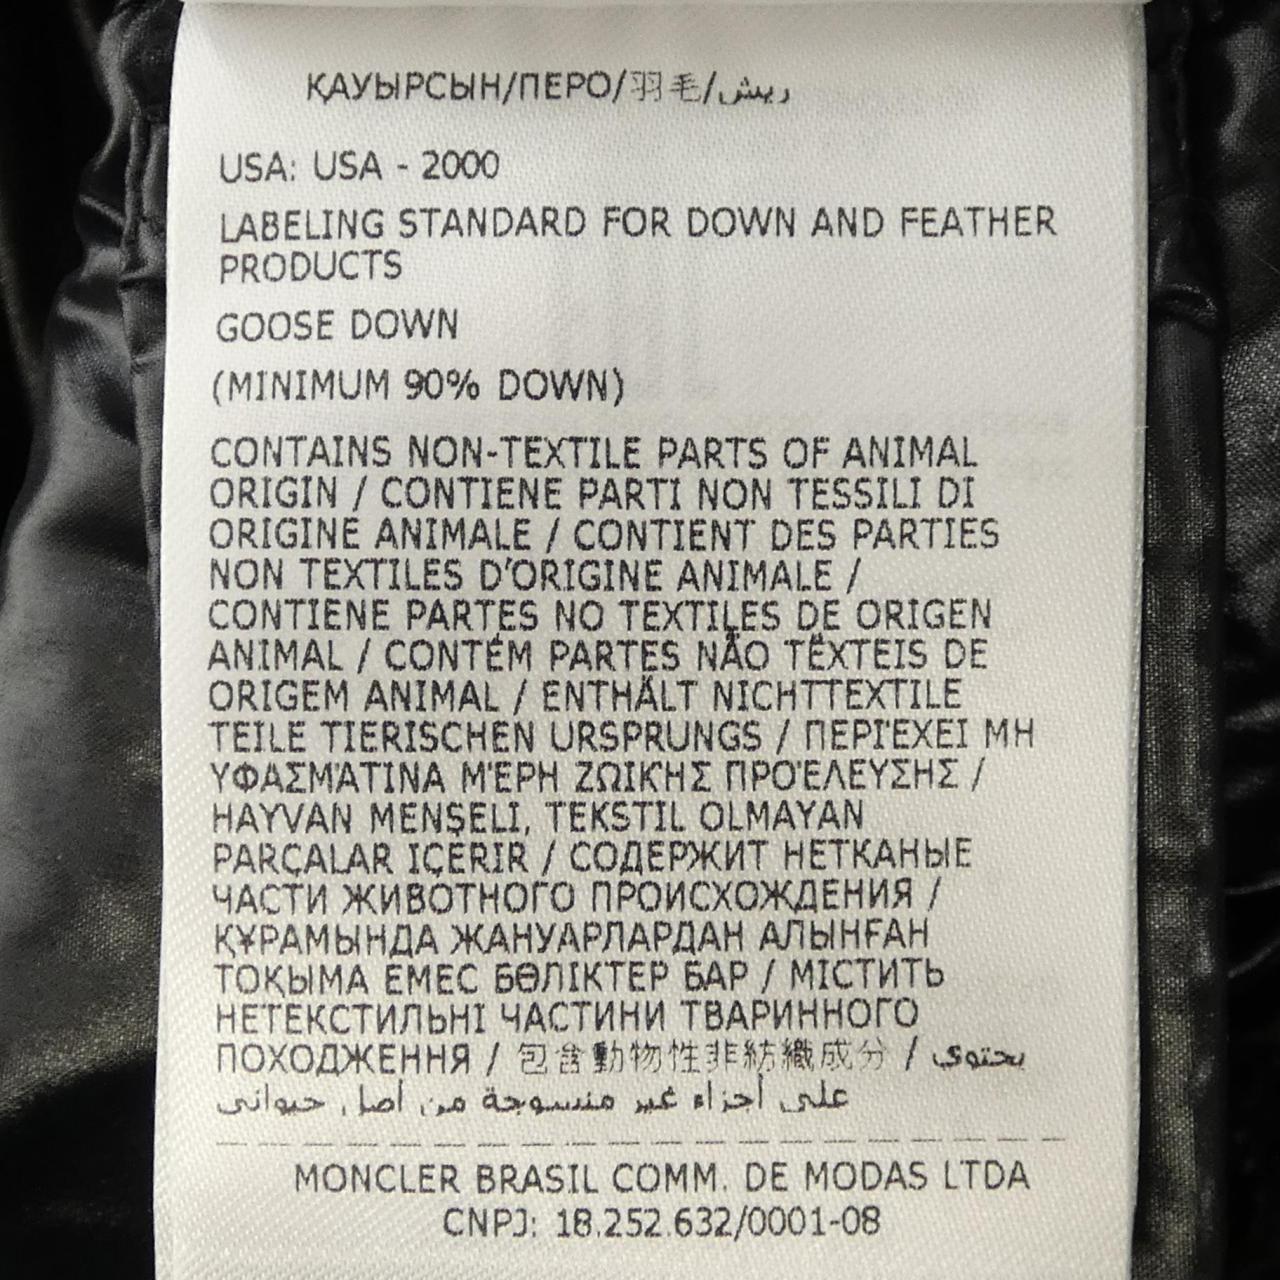 ҚАУЫРСЫН/ПЕРО/羽毛/ريش
USA: USA - 2000
LABELING STANDARD FOR DOWN AND FEATHER
PRODUCTS
GOOSE DOWN
(MINIMUM 90% DOWN)
CONTAINS NON-TEXTILE PARTS OF ANIMAL
ORIGIN / CONTIENE PARTI NON TESSILI DI
ORIGINE ANIMALE / CONTIENT DES PARTIES
NON TEXTILES D'ORIGINE ANIMALE /
CONTIENE PARTES NO TEXTILES DE ORIGEN
ANIMAL / CONTÉM PARTES NÃO TËXTEIS DE
ORIGEM ANIMAL / ENTHÄLT NICHTTEXTILE
TEILE TIERISCHEN URSPRUNGS / ΠΕΡΙΈΧΕΙ ΜΗ
ΥΦΑΣΜΆΤΙΝΑ ΜΈΡΗ ΖΩΙΚΉΣ ΠΡΟΈΛΕΥΣΗΣ /
HAYVAN MENŞELI, TEKSTIL OLMAYAN
PARÇALAR IÇERIR / СОДЕРЖИТ НЕТКАНЫЕ
ЧАСТИ ЖИВОТНОГО ПРОИСХОЖДЕНИЯ /
ҚҰРАМЫНДА ЖАНУАРЛАРДАН АЛЫНҒАН
ТОҚЫМА ЕМЕС БӨЛІКТЕР БАР / МІСТИТЬ
НЕТЕКСТИЛЬНІ ЧАСТИНИ ТВАРИННОГО
ПОХОДЖЕННЯ / 包含動物性非紡織成分 / يحتوي
على أجزاء غير منسوجة من أصل حيواني
MONCLER BRASIL COMM. DE MODAS LTDA
CNPJ: 18.252.632/0001-08